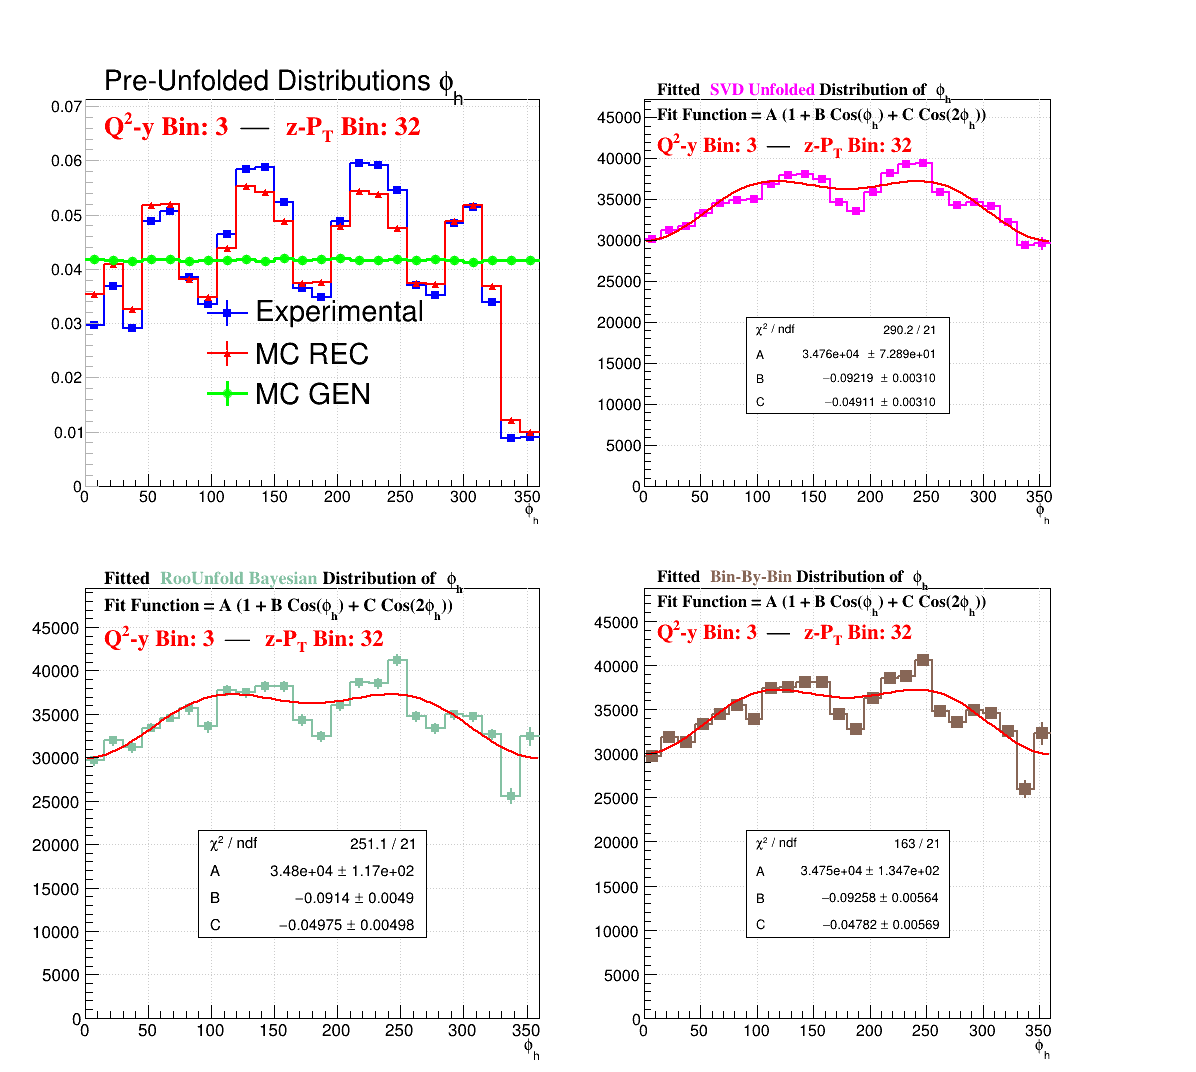 Pre-Unfolded Distributions ϕh
Q²-y Bin: 3 — z-PT Bin: 32
0.07
0.06
0.05
0.04
0.03
0.02
0.01
0
Experimental
MC REC
MC GEN
0 50 100 150 200 250 300 350
ϕh
Fitted SVD Unfolded Distribution of ϕh
Fit Function = A (1 + B Cos(ϕh) + C Cos(2ϕh))
Q²-y Bin: 3 — z-PT Bin: 32
45000
40000
35000
30000
25000
20000
15000
10000
5000
0
χ² / ndf 290.2 / 21
A 3.476e+04 ± 7.289e+01
B −0.09219 ± 0.00310
C −0.04911 ± 0.00310
0 50 100 150 200 250 300 350
ϕh
Fitted RooUnfold Bayesian Distribution of ϕh
Fit Function = A (1 + B Cos(ϕh) + C Cos(2ϕh))
Q²-y Bin: 3 — z-PT Bin: 32
45000
40000
35000
30000
25000
20000
15000
10000
5000
0
χ² / ndf 251.1 / 21
A 3.48e+04 ± 1.17e+02
B −0.0914 ± 0.0049
C −0.04975 ± 0.00498
0 50 100 150 200 250 300 350
ϕh
Fitted Bin-By-Bin Distribution of ϕh
Fit Function = A (1 + B Cos(ϕh) + C Cos(2ϕh))
Q²-y Bin: 3 — z-PT Bin: 32
45000
40000
35000
30000
25000
20000
15000
10000
5000
0
χ² / ndf 163 / 21
A 3.475e+04 ± 1.347e+02
B −0.09258 ± 0.00564
C −0.04782 ± 0.00569
0 50 100 150 200 250 300 350
ϕh